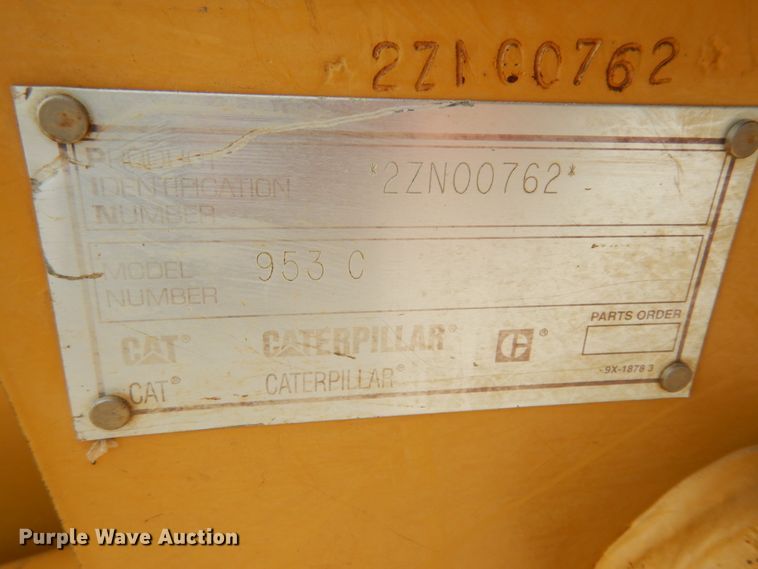 2ZN00762
PRODUCT
IDENTIFICATION
NUMBER
*2ZN00762*
MODEL
NUMBER
953 C
PARTS ORDER
CAT® CATERPILLAR® C®
CAT® CATERPILLAR®
9X-1878 3
Purple Wave Auction